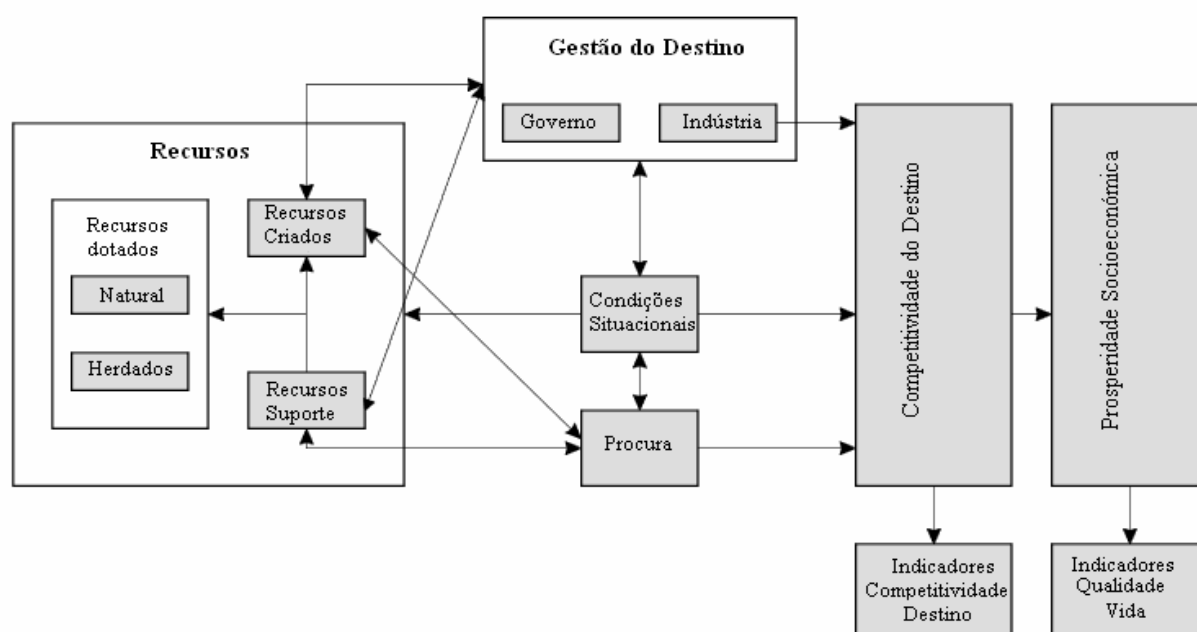 Gestão do Destino
Governo
Indústria
Recursos
Recursos
dotados
Natural
Herdados
Recursos
Criados
Recursos
Suporte
Condições
Situacionais
Procura
Competitividade do Destino
Prosperidade Socioeconómica
Indicadores
Competitividade
Destino
Indicadores
Qualidade
Vida